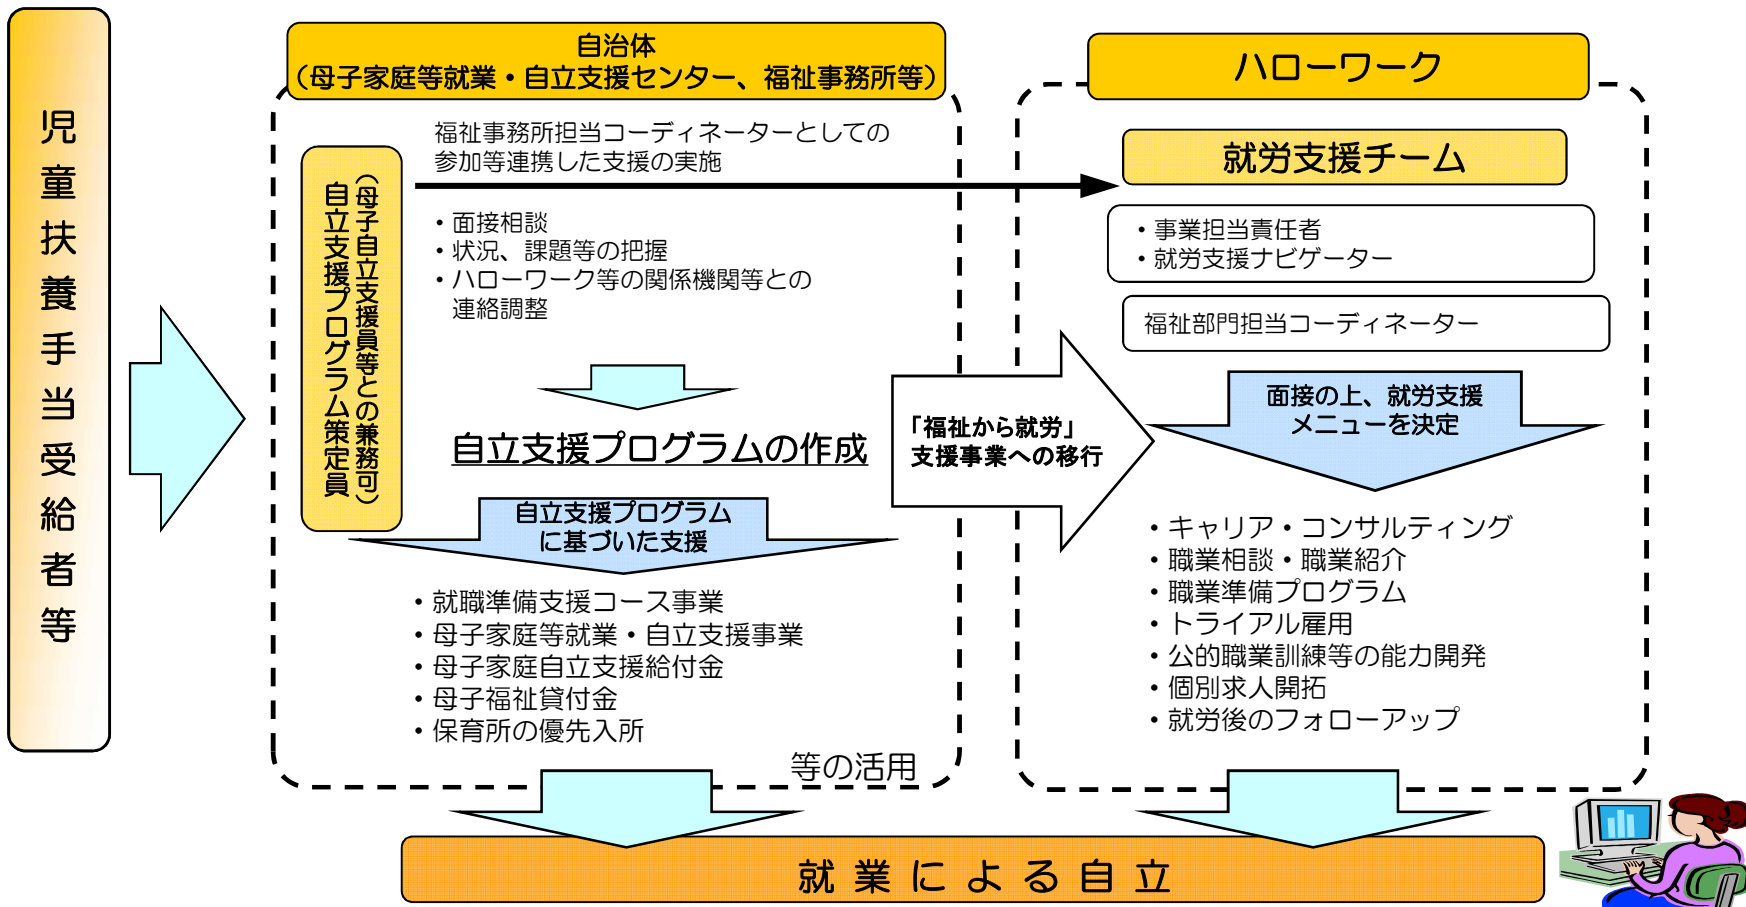 児童扶養手当受給者等
自治体
（母子家庭等就業・自立支援センター、福祉事務所等）
福祉事務所担当コーディネーターとしての
参加等連携した支援の実施
自立支援プログラム策定員
（母子自立支援員等との兼務可）
・面接相談
・状況、課題等の把握
・ハローワーク等の関係機関等との
連絡調整
自立支援プログラムの作成
自立支援プログラム
に基づいた支援
・就職準備支援コース事業
・母子家庭等就業・自立支援事業
・母子家庭自立支援給付金
・母子福祉貸付金
・保育所の優先入所
等の活用
「福祉から就労」
支援事業への移行
ハローワーク
就労支援チーム
・事業担当責任者
・就労支援ナビゲーター
福祉部門担当コーディネーター
面接の上、就労支援
メニューを決定
・キャリア・コンサルティング
・職業相談・職業紹介
・職業準備プログラム
・トライアル雇用
・公的職業訓練等の能力開発
・個別求人開拓
・就労後のフォローアップ
就業による自立